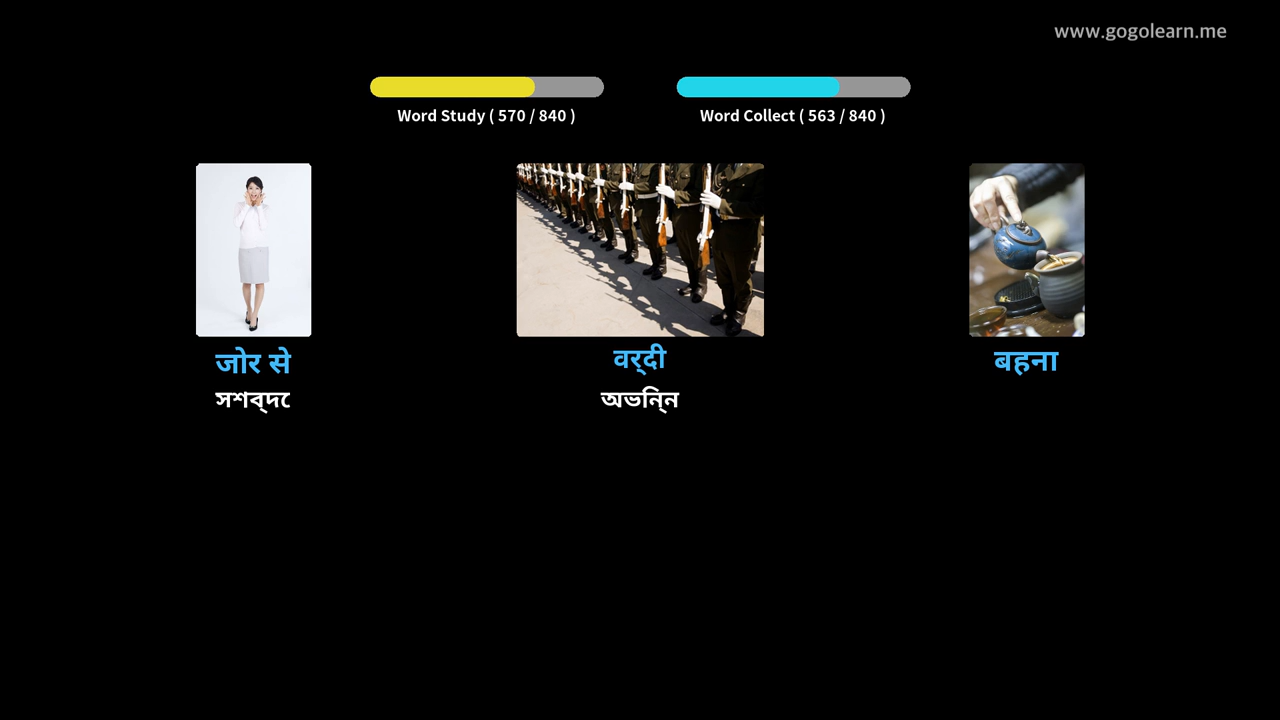 www.gogolearn.me
Word Study ( 570 / 840 )
Word Collect ( 563 / 840 )
जोर से
वर्दी
बहना
সশব্দে
অভিন্ন